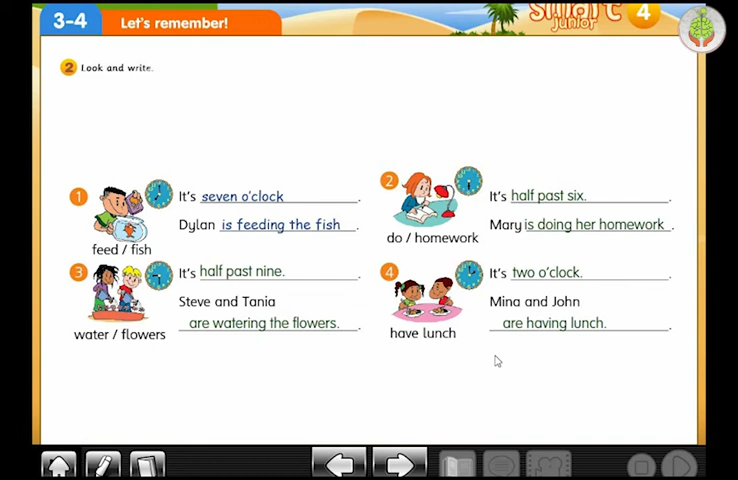 3-4 Let's remember!
smart junior 4
2 Look and write.
1 It's seven o'clock.
Dylan is feeding the fish.
feed / fish
2 It's half past six.
Mary is doing her homework.
do / homework
3 It's half past nine.
Steve and Tania
are watering the flowers.
water / flowers
4 It's two o'clock.
Mina and John
are having lunch.
have lunch